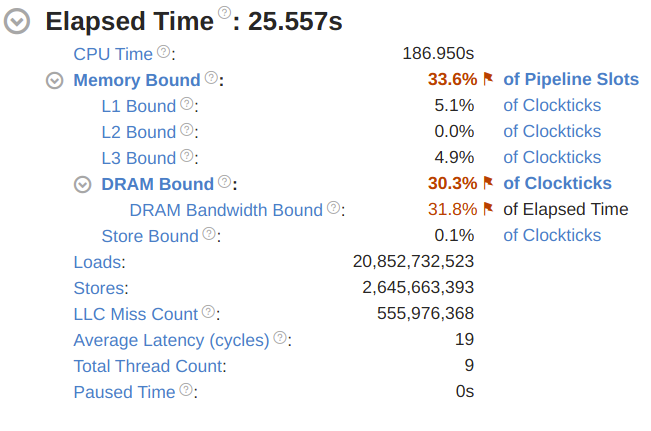 Elapsed Time ?: 25.557s
CPU Time ?: 186.950s
Memory Bound ?: 33.6% of Pipeline Slots
L1 Bound ?: 5.1% of Clockticks
L2 Bound ?: 0.0% of Clockticks
L3 Bound ?: 4.9% of Clockticks
DRAM Bound ?: 30.3% of Clockticks
DRAM Bandwidth Bound ?: 31.8% of Elapsed Time
Store Bound ?: 0.1% of Clockticks
Loads: 20,852,732,523
Stores: 2,645,663,393
LLC Miss Count ?: 555,976,368
Average Latency (cycles) ?: 19
Total Thread Count: 9
Paused Time ?: 0s